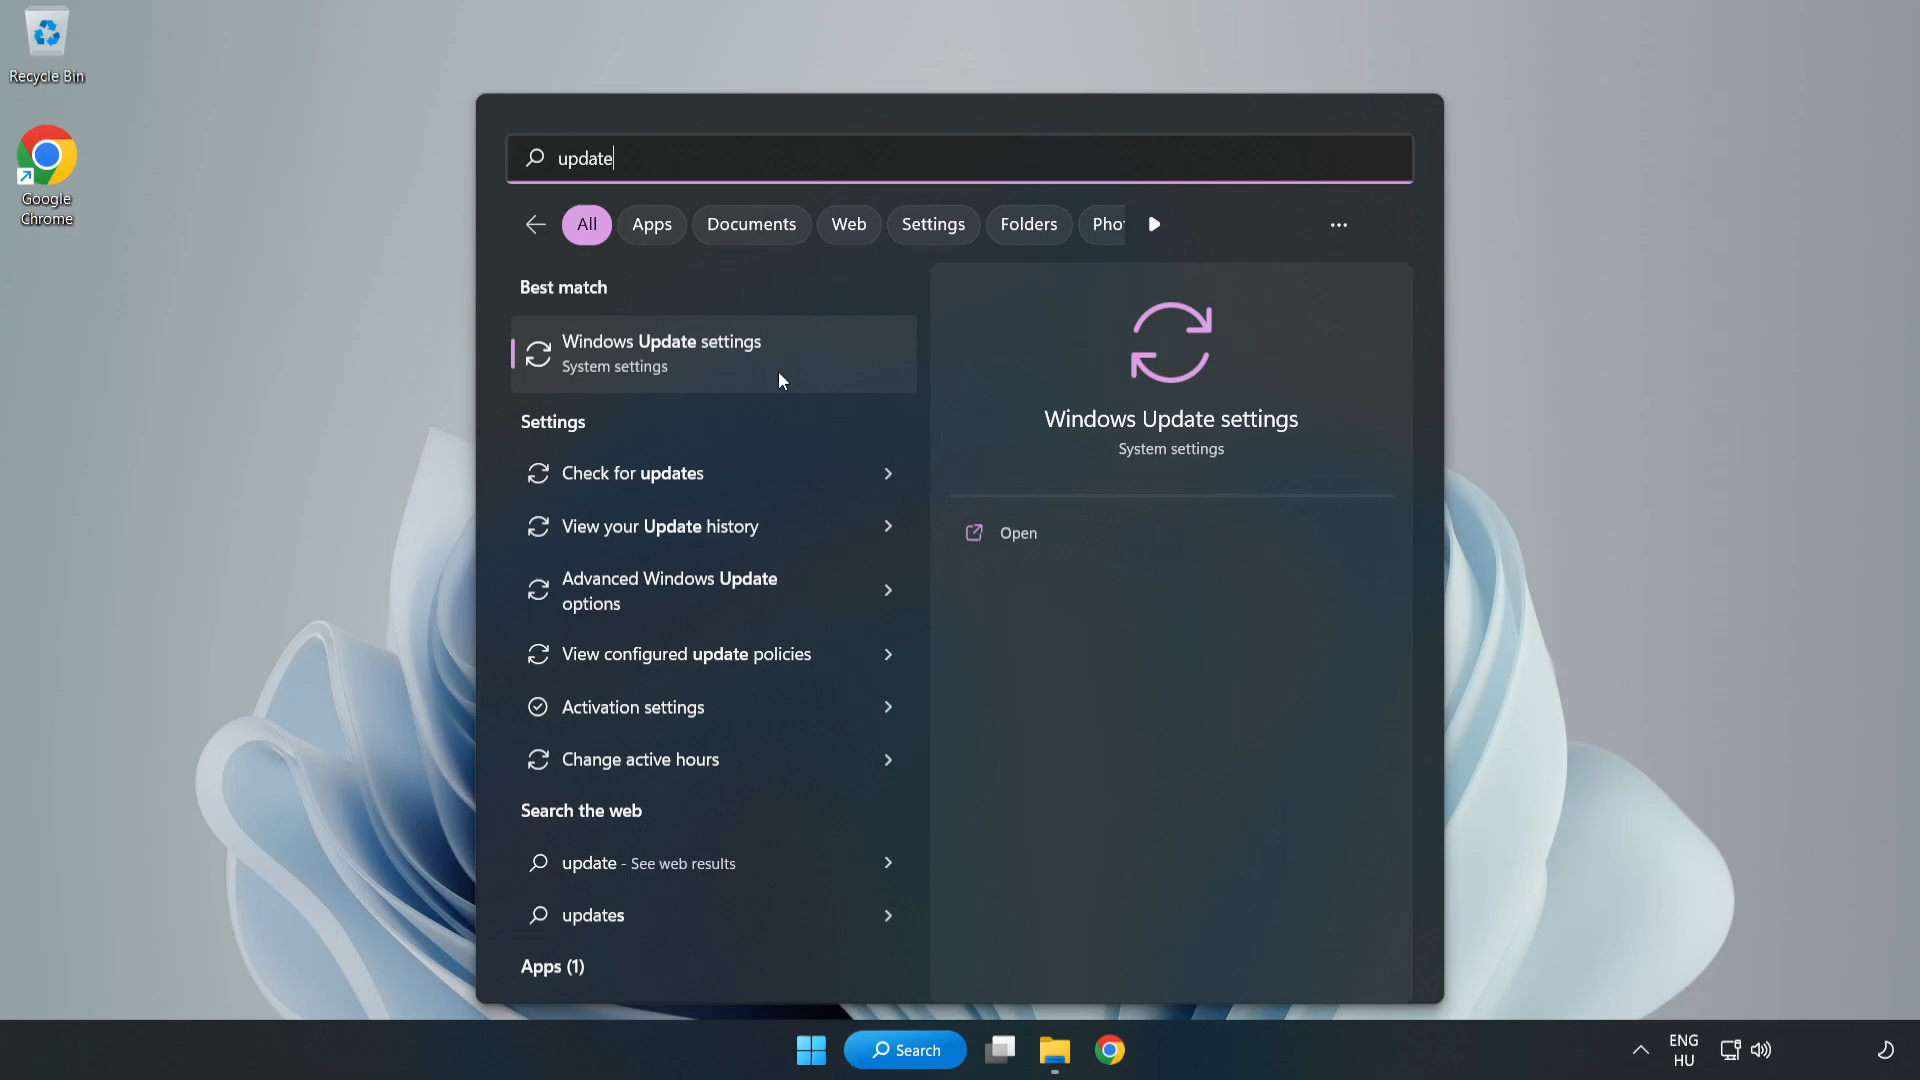 Recycle Bin
Google
Chrome
update
All
Apps
Documents
Web
Settings
Folders
Pho
Best match
Windows Update settings
System settings
Settings
Check for updates
View your Update history
Advanced Windows Update
options
View configured update policies
Activation settings
Change active hours
Search the web
update - See web results
updates
Apps (1)
Windows Update settings
System settings
Open
Search
ENG
HU